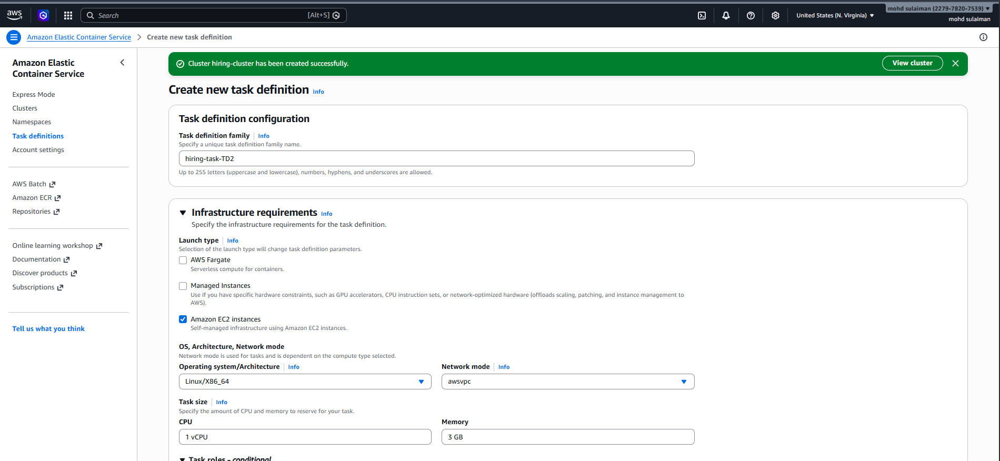 aws
Search
[Alt+S]
United States (N. Virginia)
mohd sulaiman (2279-7820-7539)
mohd sulaiman
Amazon Elastic Container Service
Create new task definition
Amazon Elastic
Container Service
Express Mode
Clusters
Namespaces
Task definitions
Account settings
AWS Batch
Amazon ECR
Repositories
Online learning workshop
Documentation
Discover products
Subscriptions
Tell us what you think
Cluster hiring-cluster has been created successfully.
View cluster
Create new task definition Info
Task definition configuration
Task definition family Info
Specify a unique task definition family name.
hiring-task-TD2
Up to 255 letters (uppercase and lowercase), numbers, hyphens, and underscores are allowed.
Infrastructure requirements Info
Specify the infrastructure requirements for the task definition.
Launch type Info
Selection of the launch type will change task definition parameters.
AWS Fargate
Serverless compute for containers.
Managed Instances
Use if you have specific hardware constraints, such as GPU accelerators, CPU instruction sets, or network-optimized hardware (offloads scaling, patching, and instance management to
AWS).
Amazon EC2 instances
Self-managed infrastructure using Amazon EC2 instances.
OS, Architecture, Network mode
Network mode is used for tasks and is dependent on the compute type selected.
Operating system/Architecture Info
Linux/X86_64
Network mode Info
awsvpc
Task size Info
Specify the amount of CPU and memory to reserve for your task.
CPU
1 vCPU
Memory
3 GB
Task roles - conditional